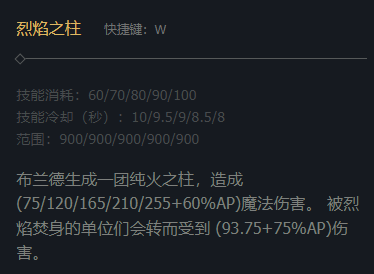 烈焰之柱 快捷键：W
技能消耗：60/70/80/90/100
技能冷却（秒）：10/9.5/9/8.5/8
范围：900/900/900/900/900
布兰德生成一团纯火之柱，造成
(75/120/165/210/255+60%AP)魔法伤害。 被烈
焰焚身的单位们会转而受到 (93.75+75%AP)伤
害。